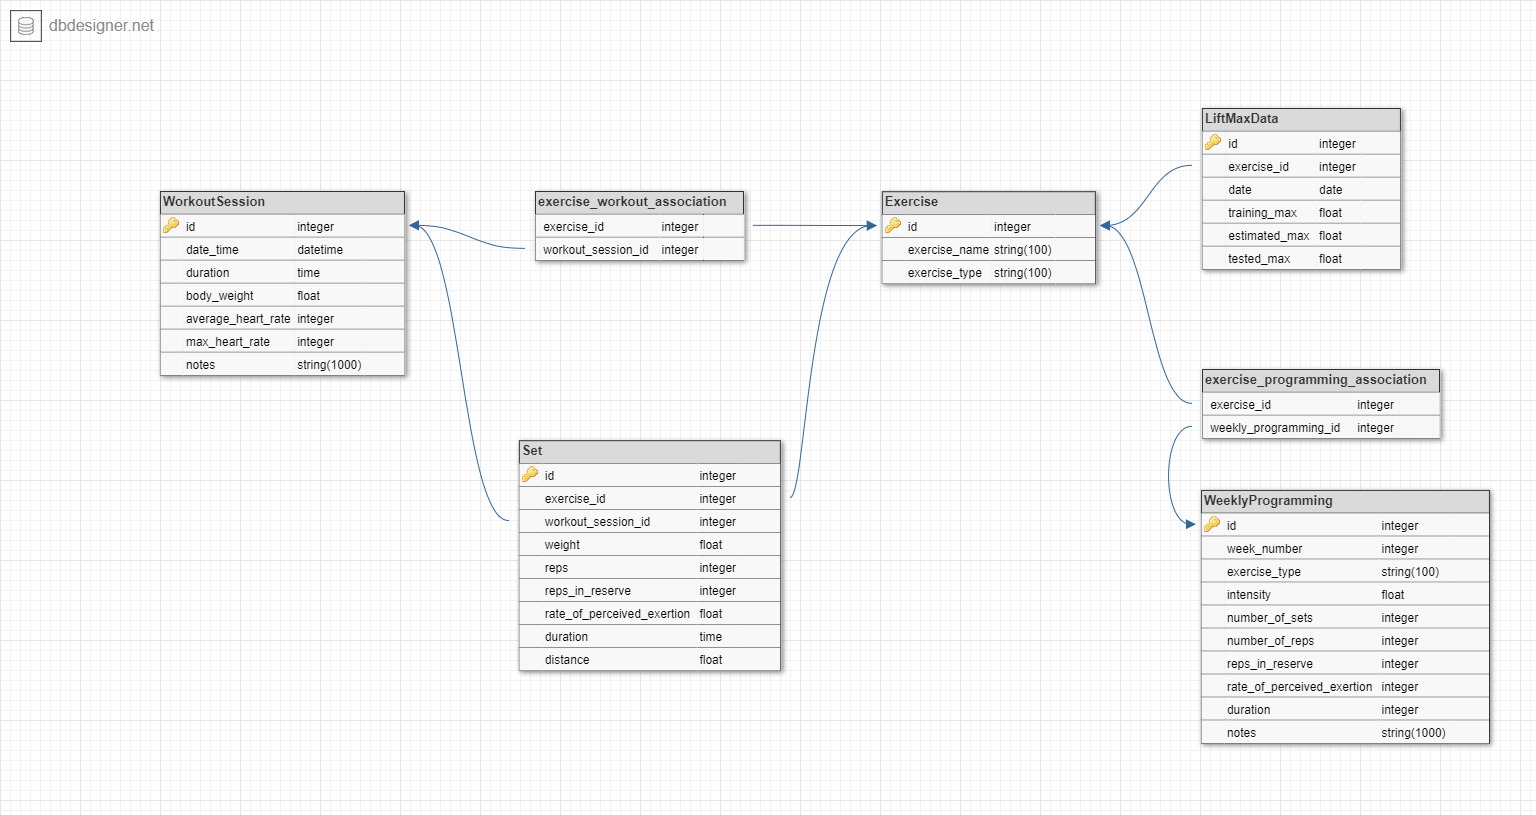 dbdesigner.net
WorkoutSession
id integer
date_time datetime
duration time
body_weight float
average_heart_rate integer
max_heart_rate integer
notes string(1000)
exercise_workout_association
exercise_id integer
workout_session_id integer
Set
id integer
exercise_id integer
workout_session_id integer
weight float
reps integer
reps_in_reserve integer
rate_of_perceived_exertion float
duration time
distance float
Exercise
id integer
exercise_name string(100)
exercise_type string(100)
LiftMaxData
id integer
exercise_id integer
date date
training_max float
estimated_max float
tested_max float
exercise_programming_association
exercise_id integer
weekly_programming_id integer
WeeklyProgramming
id integer
week_number integer
exercise_type string(100)
intensity float
number_of_sets integer
number_of_reps integer
reps_in_reserve integer
rate_of_perceived_exertion integer
duration integer
notes string(1000)